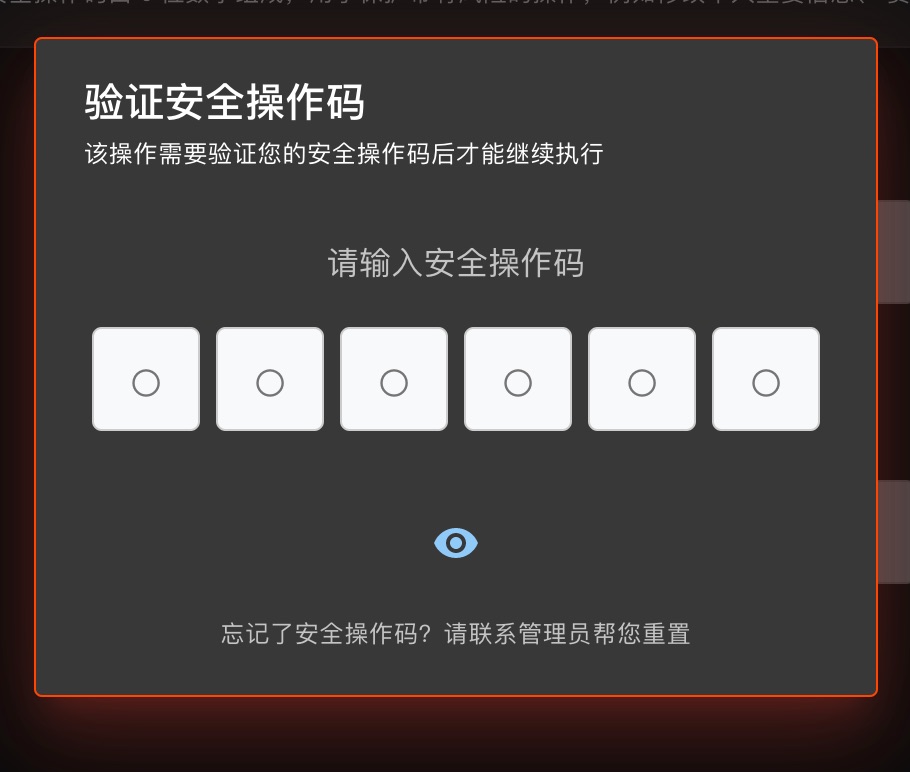 验证安全操作码
该操作需要验证您的安全操作码后才能继续执行
请输入安全操作码
忘记了安全操作码？请联系管理员帮您重置